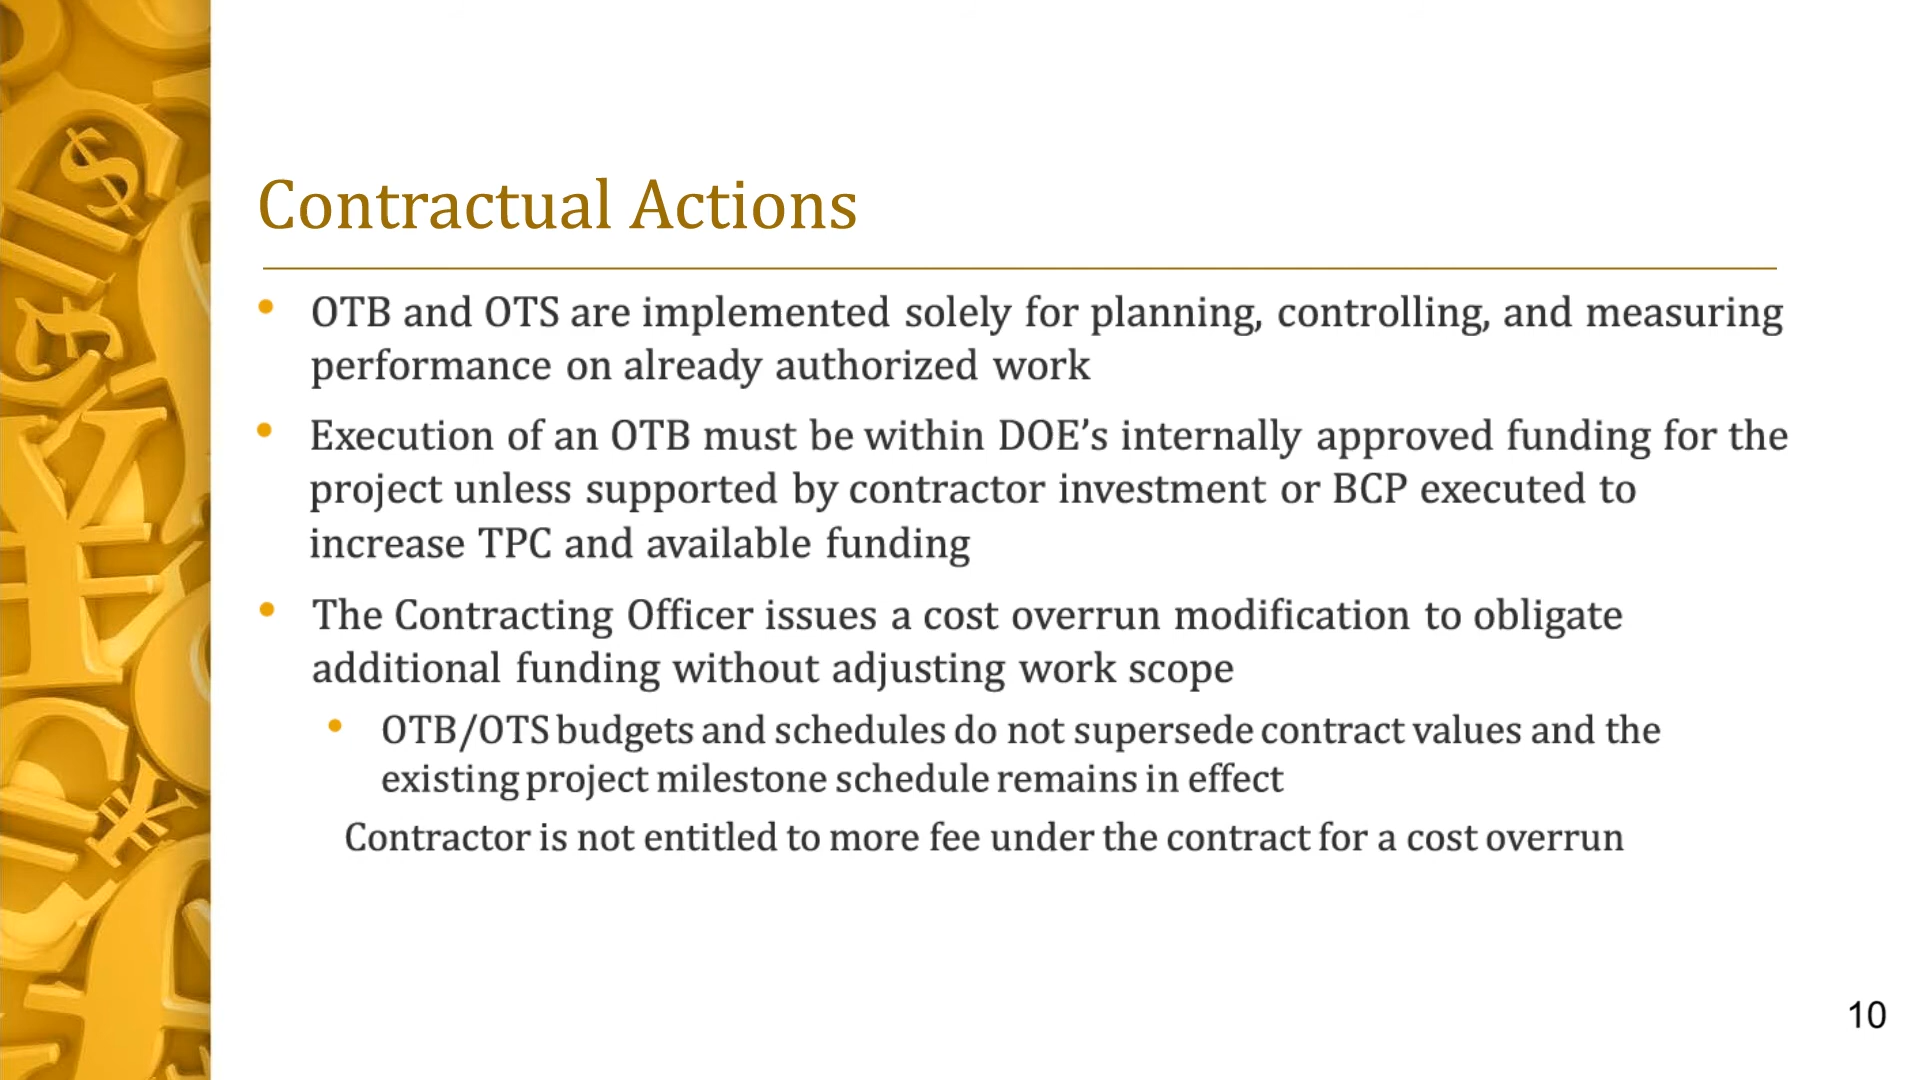 Contractual Actions
• OTB and OTS are implemented solely for planning, controlling, and measuring
performance on already authorized work
• Execution of an OTB must be within DOE’s internally approved funding for the
project unless supported by contractor investment or BCP executed to
increase TPC and available funding
• The Contracting Officer issues a cost overrun modification to obligate
additional funding without adjusting work scope
• OTB/OTS budgets and schedules do not supersede contract values and the
existing project milestone schedule remains in effect
Contractor is not entitled to more fee under the contract for a cost overrun
10